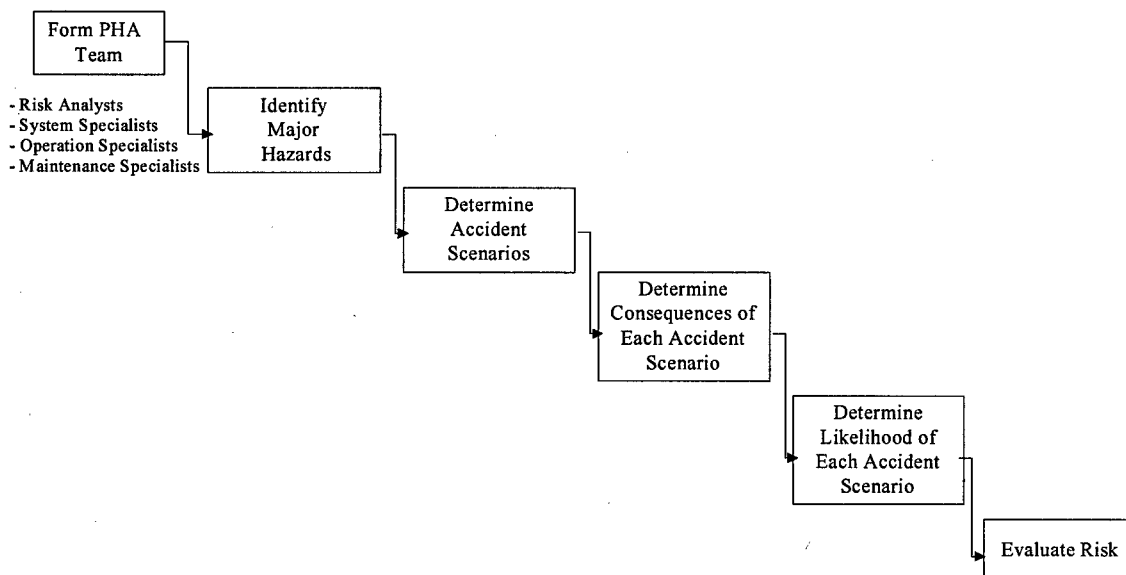 Form PHA
Team
- Risk Analysts
- System Specialists
- Operation Specialists
- Maintenance Specialists
Identify
Major
Hazards
Determine
Accident
Scenarios
Determine
Consequences of
Each Accident
Scenario
Determine
Likelihood of
Each Accident
Scenario
Evaluate Risk